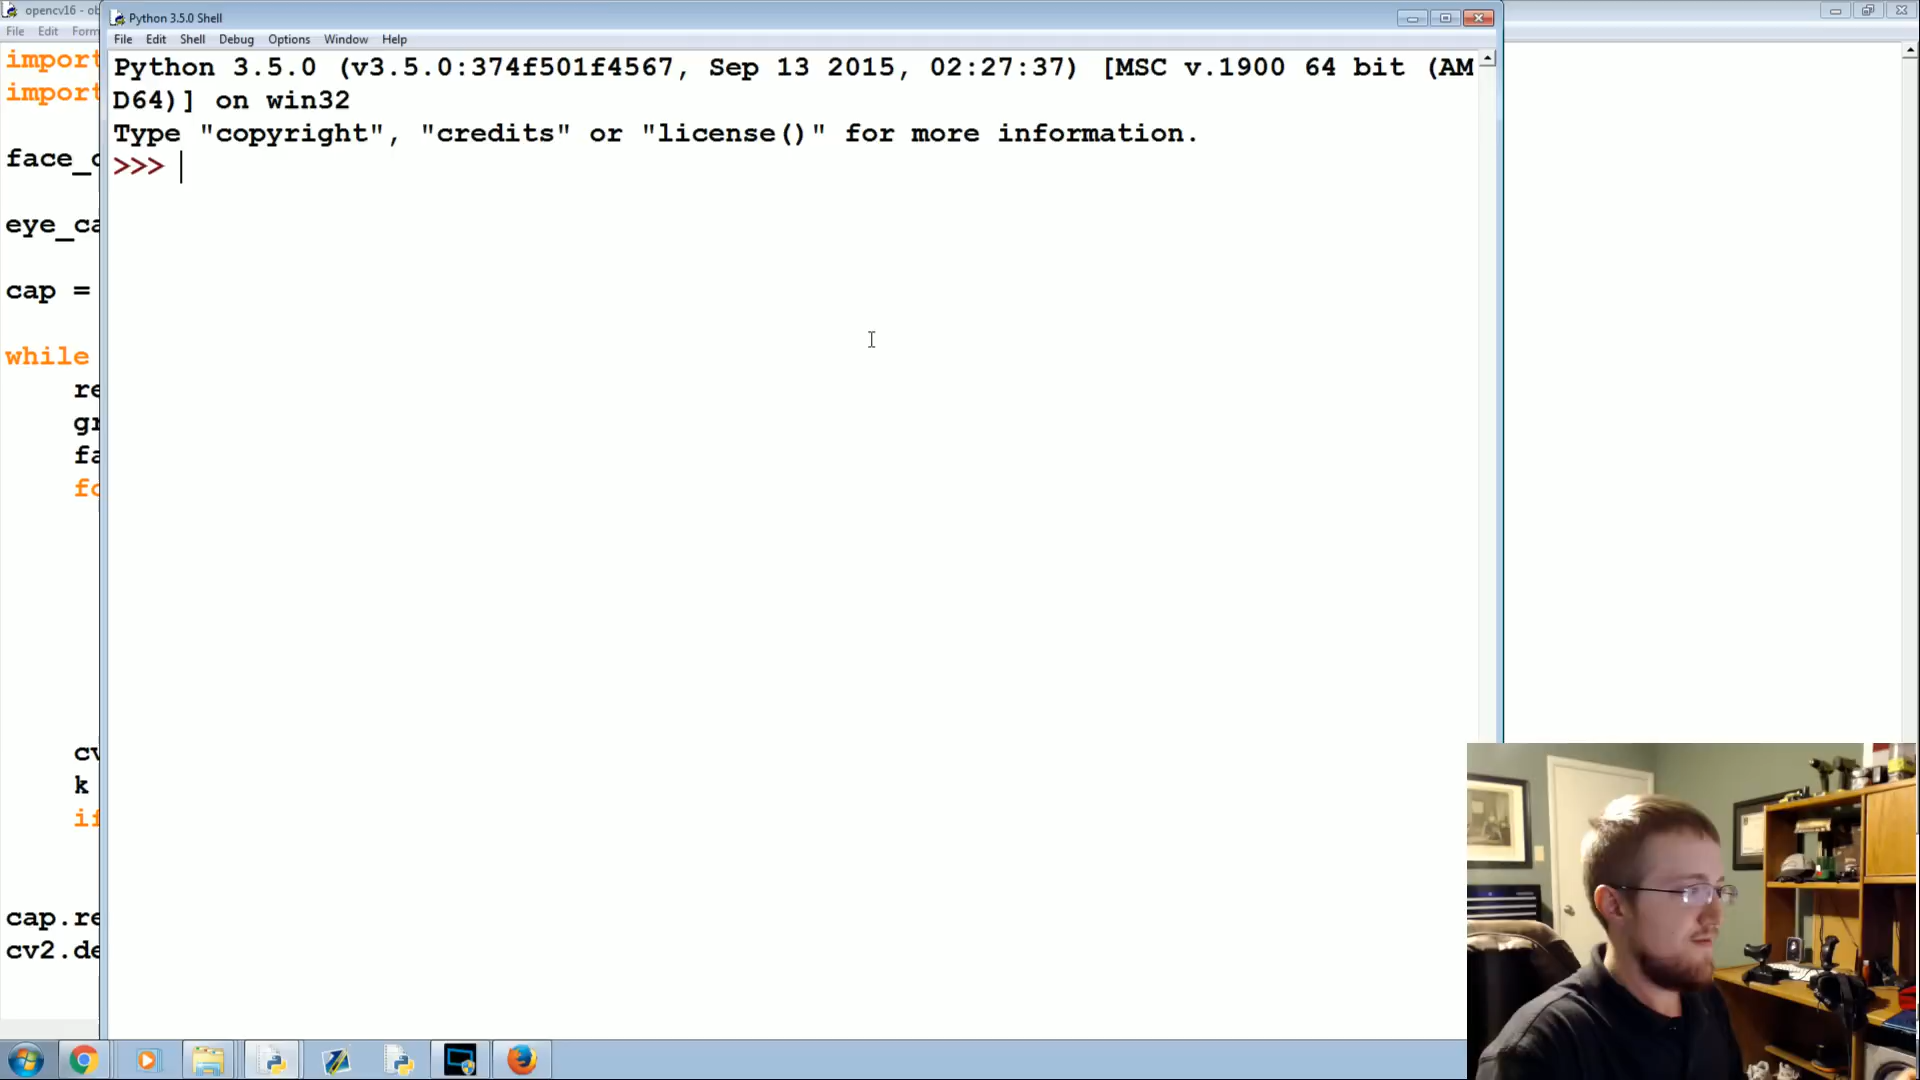 opencv16 - ob
File Edit Form
import
import
face_c
eye_ca
cap =
while
re
gr
fa
fo
cv
k
if
cap.re
cv2.de
Python 3.5.0 Shell
File Edit Shell Debug Options Window Help
Python 3.5.0 (v3.5.0:374f501f4567, Sep 13 2015, 02:27:37) [MSC v.1900 64 bit (AM
D64)] on win32
Type "copyright", "credits" or "license()" for more information.
>>>